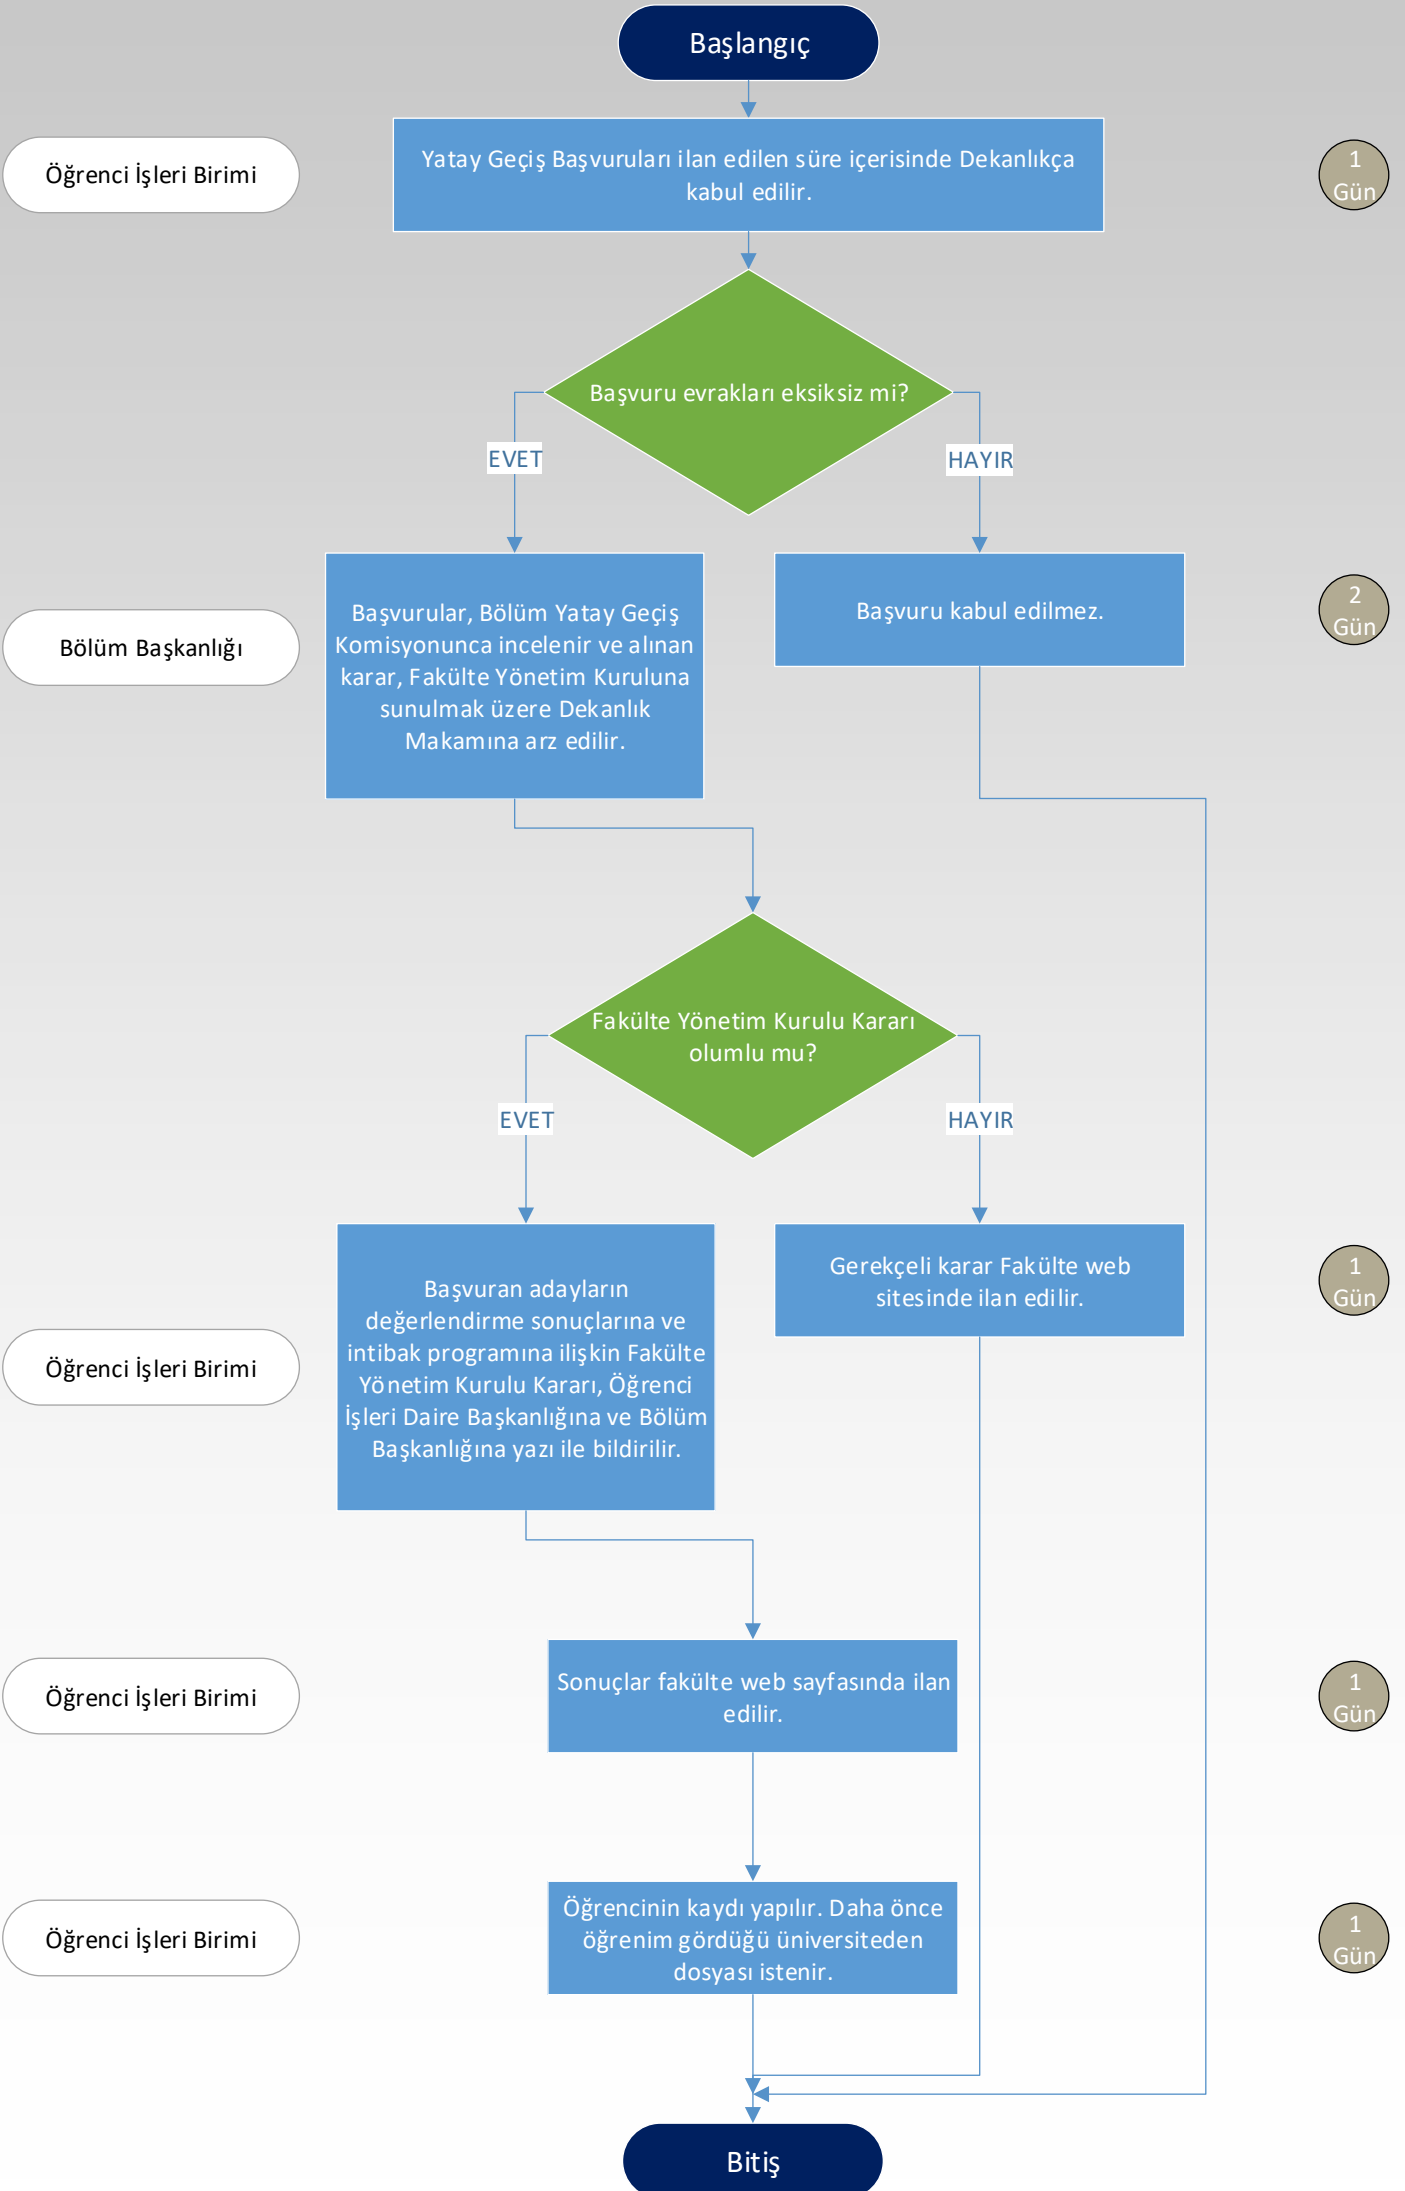 Başlangıç
Öğrenci İşleri Birimi
Yatay Geçiş Başvuruları ilan edilen süre içerisinde Dekanlıkça
kabul edilir.
1
Gün
Başvuru evrakları eksiksiz mi?
EVET
HAYIR
Bölüm Başkanlığı
Başvurular, Bölüm Yatay Geçiş
Komisyonunca incelenir ve alınan
karar, Fakülte Yönetim Kuruluna
sunulmak üzere Dekanlık
Makamına arz edilir.
Başvuru kabul edilmez.
2
Gün
Fakülte Yönetim Kurulu Kararı
olumlu mu?
EVET
HAYIR
Öğrenci İşleri Birimi
Başvuran adayların
değerlendirme sonuçlarına ve
intibak programına ilişkin Fakülte
Yönetim Kurulu Kararı, Öğrenci
İşleri Daire Başkanlığına ve Bölüm
Başkanlığına yazı ile bildirilir.
Gerekçeli karar Fakülte web
sitesinde ilan edilir.
1
Gün
Öğrenci İşleri Birimi
Sonuçlar fakülte web sayfasında ilan
edilir.
1
Gün
Öğrenci İşleri Birimi
Öğrencinin kaydı yapılır. Daha önce
öğrenim gördüğü üniversiteden
dosyası istenir.
1
Gün
Bitiş